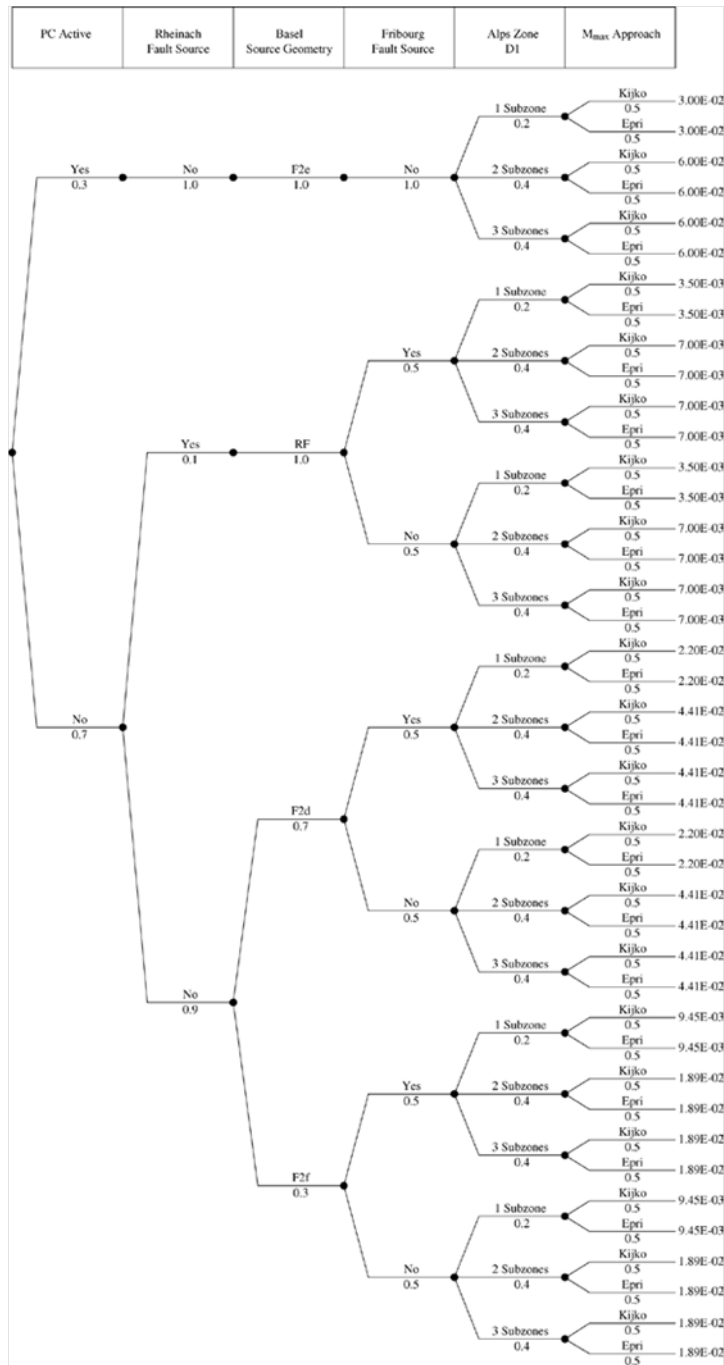 PC Active
Rheinach
Fault Source
Basel
Source Geometry
Fribourg
Fault Source
Alps Zone
D1
Mmax Approach
Yes
0.3
No
1.0
F2e
1.0
No
1.0
1 Subzone
0.2
Kijko
0.5
3.00E-02
Epri
0.5
3.00E-02
2 Subzones
0.4
Kijko
0.5
6.00E-02
Epri
0.5
6.00E-02
3 Subzones
0.4
Kijko
0.5
6.00E-02
Epri
0.5
6.00E-02
No
0.7
Yes
0.1
RF
1.0
Yes
0.5
1 Subzone
0.2
Kijko
0.5
3.50E-03
Epri
0.5
3.50E-03
2 Subzones
0.4
Kijko
0.5
7.00E-03
Epri
0.5
7.00E-03
3 Subzones
0.4
Kijko
0.5
7.00E-03
Epri
0.5
7.00E-03
No
0.5
1 Subzone
0.2
Kijko
0.5
3.50E-03
Epri
0.5
3.50E-03
2 Subzones
0.4
Kijko
0.5
7.00E-03
Epri
0.5
7.00E-03
3 Subzones
0.4
Kijko
0.5
7.00E-03
Epri
0.5
7.00E-03
No
0.9
F2d
0.7
Yes
0.5
1 Subzone
0.2
Kijko
0.5
2.20E-02
Epri
0.5
2.20E-02
2 Subzones
0.4
Kijko
0.5
4.41E-02
Epri
0.5
4.41E-02
3 Subzones
0.4
Kijko
0.5
4.41E-02
Epri
0.5
4.41E-02
No
0.5
1 Subzone
0.2
Kijko
0.5
2.20E-02
Epri
0.5
2.20E-02
2 Subzones
0.4
Kijko
0.5
4.41E-02
Epri
0.5
4.41E-02
3 Subzones
0.4
Kijko
0.5
4.41E-02
Epri
0.5
4.41E-02
F2f
0.3
Yes
0.5
1 Subzone
0.2
Kijko
0.5
9.45E-03
Epri
0.5
9.45E-03
2 Subzones
0.4
Kijko
0.5
1.89E-02
Epri
0.5
1.89E-02
3 Subzones
0.4
Kijko
0.5
1.89E-02
Epri
0.5
1.89E-02
No
0.5
1 Subzone
0.2
Kijko
0.5
9.45E-03
Epri
0.5
9.45E-03
2 Subzones
0.4
Kijko
0.5
1.89E-02
Epri
0.5
1.89E-02
3 Subzones
0.4
Kijko
0.5
1.89E-02
Epri
0.5
1.89E-02